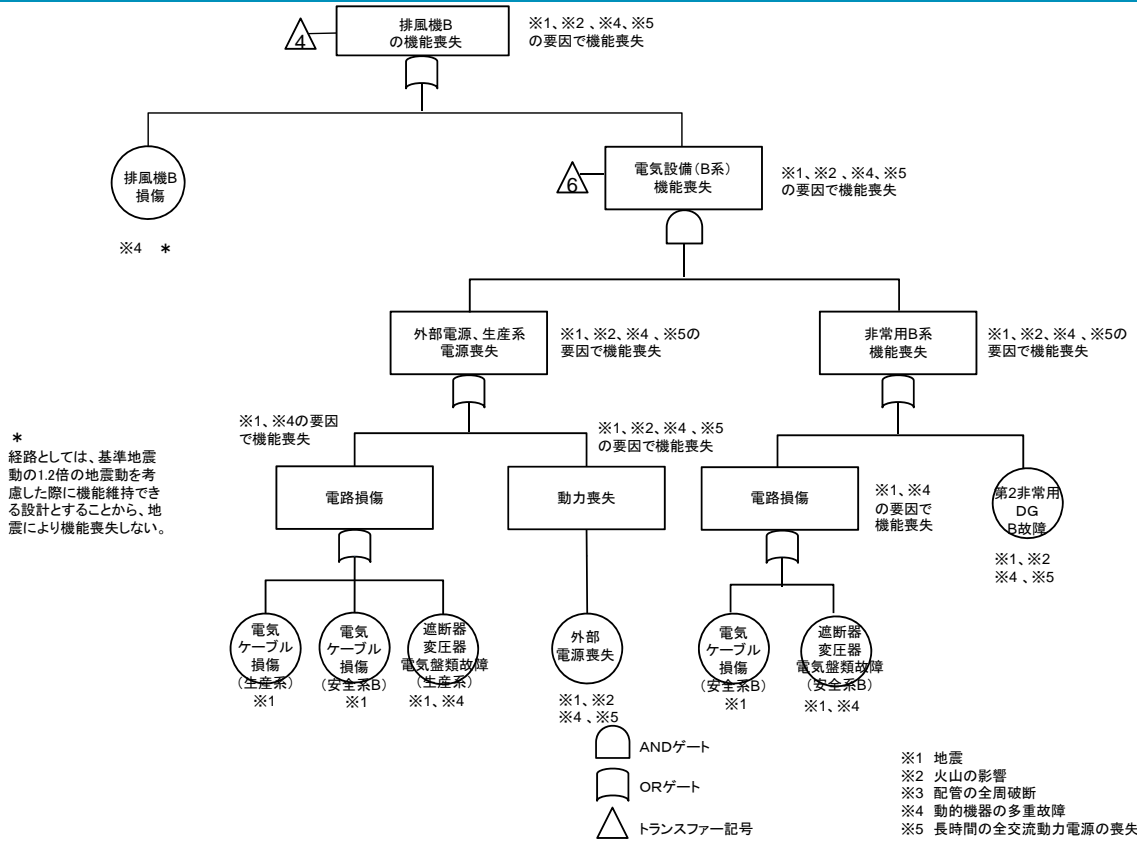 排風機B
の機能喪失
※1、※2 、※4、※5
の要因で機能喪失
4
排風機B
損傷
※4 *
電気設備(B系)
機能喪失
※1、※2 、※4、※5
の要因で機能喪失
6
外部電源、生産系
電源喪失
※1、※2、※4 、※5の
要因で機能喪失
非常用B系
機能喪失
※1、※2、※4 、※5の
要因で機能喪失
*
経路としては、基準地震
動の1.2倍の地震動を考
慮した際に機能維持でき
る設計とすることから、地
震により機能喪失しない。
※1、※4の要因
で機能喪失
※1、※2、※4 、※5
の要因で機能喪失
電路損傷
動力喪失
電路損傷
※1、※4
の要因で
機能喪失
第2非常用
DG
B故障
※1、※2
※4 、※5
電気
ケーブル
損傷
(生産系)
※1
電気
ケーブル
損傷
(安全系B)
※1
遮断器
変圧器
電気盤類故障
(生産系)
※1、※4
外部
電源喪失
※1、※2
※4 、※5
電気
ケーブル
損傷
(安全系B)
※1
遮断器
変圧器
電気盤類故障
(安全系B)
※1、※4
ANDゲート
ORゲート
トランスファー記号
※1 地震
※2 火山の影響
※3 配管の全周破断
※4 動的機器の多重故障
※5 長時間の全交流動力電源の喪失